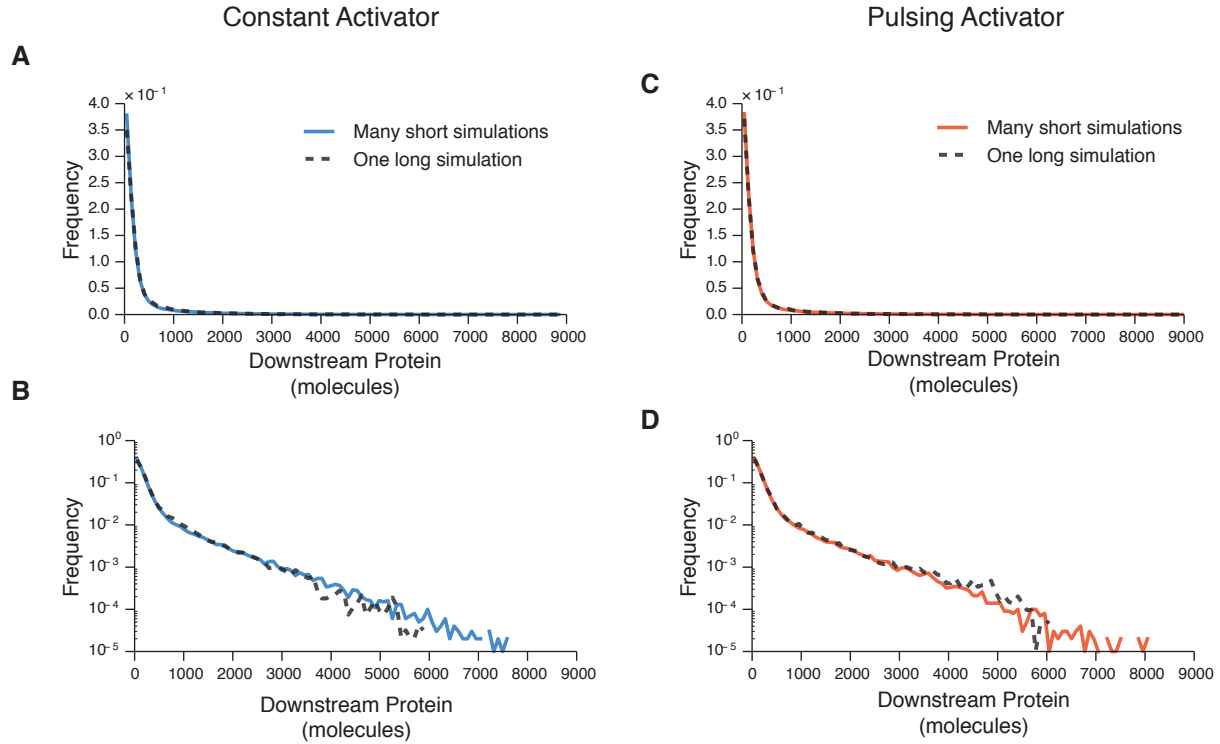 Constant Activator
Pulsing Activator
A
× 10⁻¹
4.0
3.5
3.0
2.5
2.0
1.5
1.0
0.5
0.0
Frequency
Many short simulations
One long simulation
0 1000 2000 3000 4000 5000 6000 7000 8000 9000
Downstream Protein
(molecules)
C
× 10⁻¹
4.0
3.5
3.0
2.5
2.0
1.5
1.0
0.5
0.0
Frequency
Many short simulations
One long simulation
0 1000 2000 3000 4000 5000 6000 7000 8000 9000
Downstream Protein
(molecules)
B
10⁰
10⁻¹
10⁻²
10⁻³
10⁻⁴
10⁻⁵
Frequency
0 1000 2000 3000 4000 5000 6000 7000 8000 9000
Downstream Protein
(molecules)
D
10⁰
10⁻¹
10⁻²
10⁻³
10⁻⁴
10⁻⁵
Frequency
0 1000 2000 3000 4000 5000 6000 7000 8000 9000
Downstream Protein
(molecules)